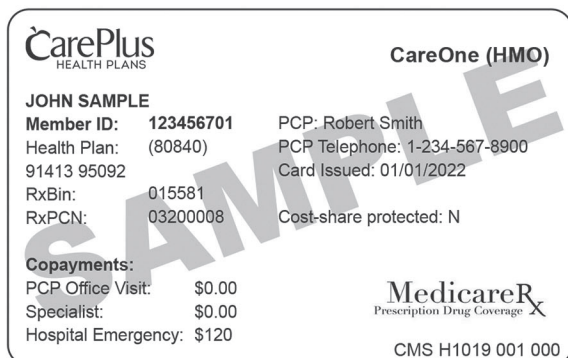 CarePlus
HEALTH PLANS
CareOne (HMO)
JOHN SAMPLE
Member ID: 123456701
Health Plan: (80840)
91413 95092
RxBin: 015581
RxPCN: 03200008
PCP: Robert Smith
PCP Telephone: 1-234-567-8900
Card Issued: 01/01/2022
Cost-share protected: N
SAMPLE
Copayments:
PCP Office Visit: $0.00
Specialist: $0.00
Hospital Emergency: $120
MedicareRx
Prescription Drug Coverage
CMS H1019 001 000